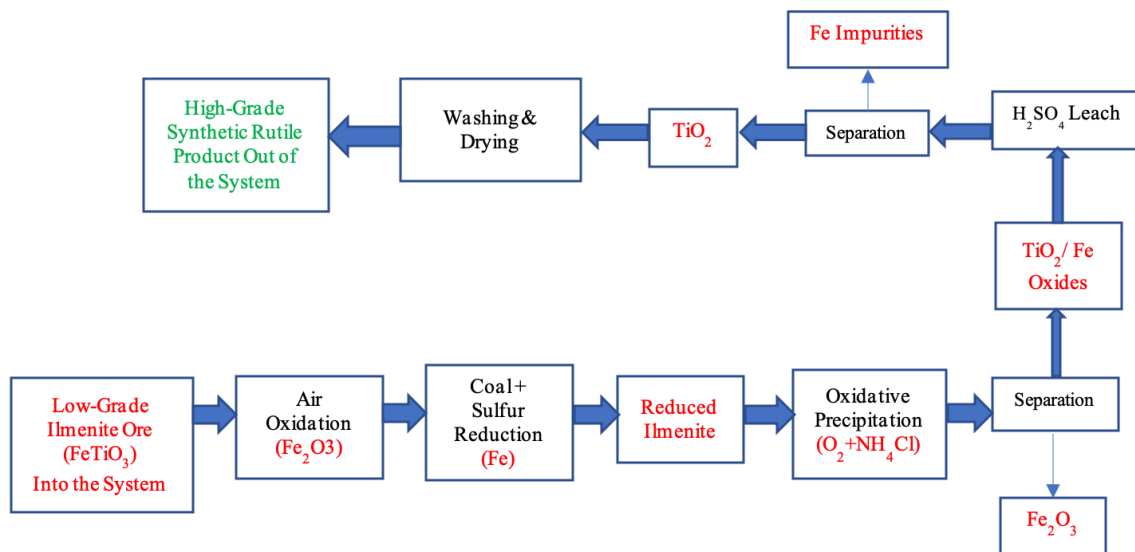 Fe Impurities
High-Grade
Synthetic Rutile
Product Out of
the System
Washing &
Drying
TiO₂
Separation
H₂SO₄ Leach
TiO₂/ Fe
Oxides
Low-Grade
Ilmenite Ore
(FeTiO₃)
Into the System
Air
Oxidation
(Fe₂O3)
Coal+
Sulfur
Reduction
(Fe)
Reduced
Ilmenite
Oxidative
Precipitation
(O₂+NH₄Cl)
Separation
Fe₂O₃